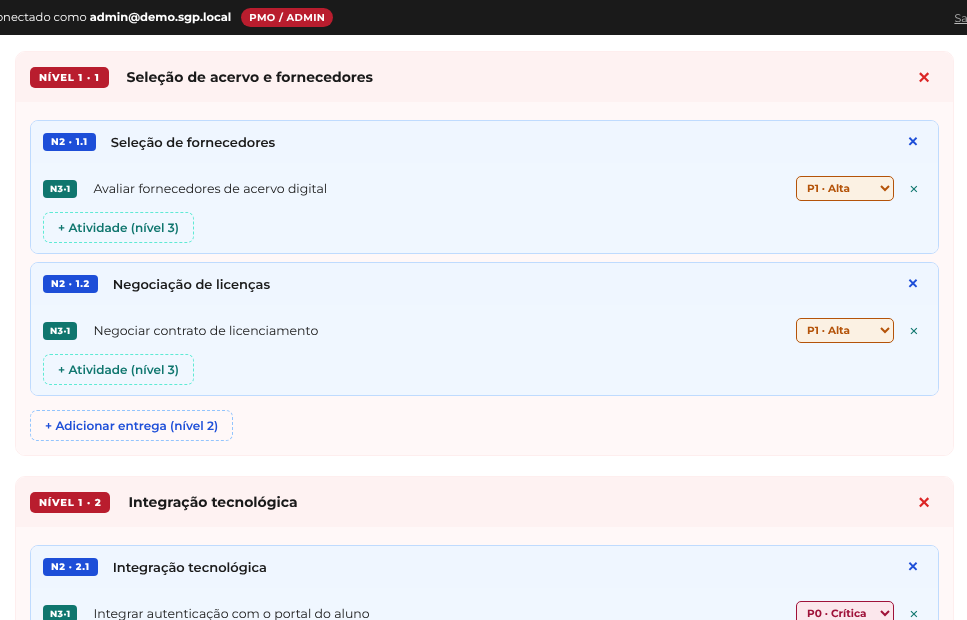 conectado como admin@demo.sgp.local PMO / ADMIN Sa
NÍVEL 1 · 1 Seleção de acervo e fornecedores ×
N2 · 1.1 Seleção de fornecedores ×
N3·1 Avaliar fornecedores de acervo digital P1 · Alta ×
+ Atividade (nível 3)
N2 · 1.2 Negociação de licenças ×
N3·1 Negociar contrato de licenciamento P1 · Alta ×
+ Atividade (nível 3)
+ Adicionar entrega (nível 2)
NÍVEL 1 · 2 Integração tecnológica ×
N2 · 2.1 Integração tecnológica ×
N3·1 Integrar autenticação com o portal do aluno P0 · Crítica ×